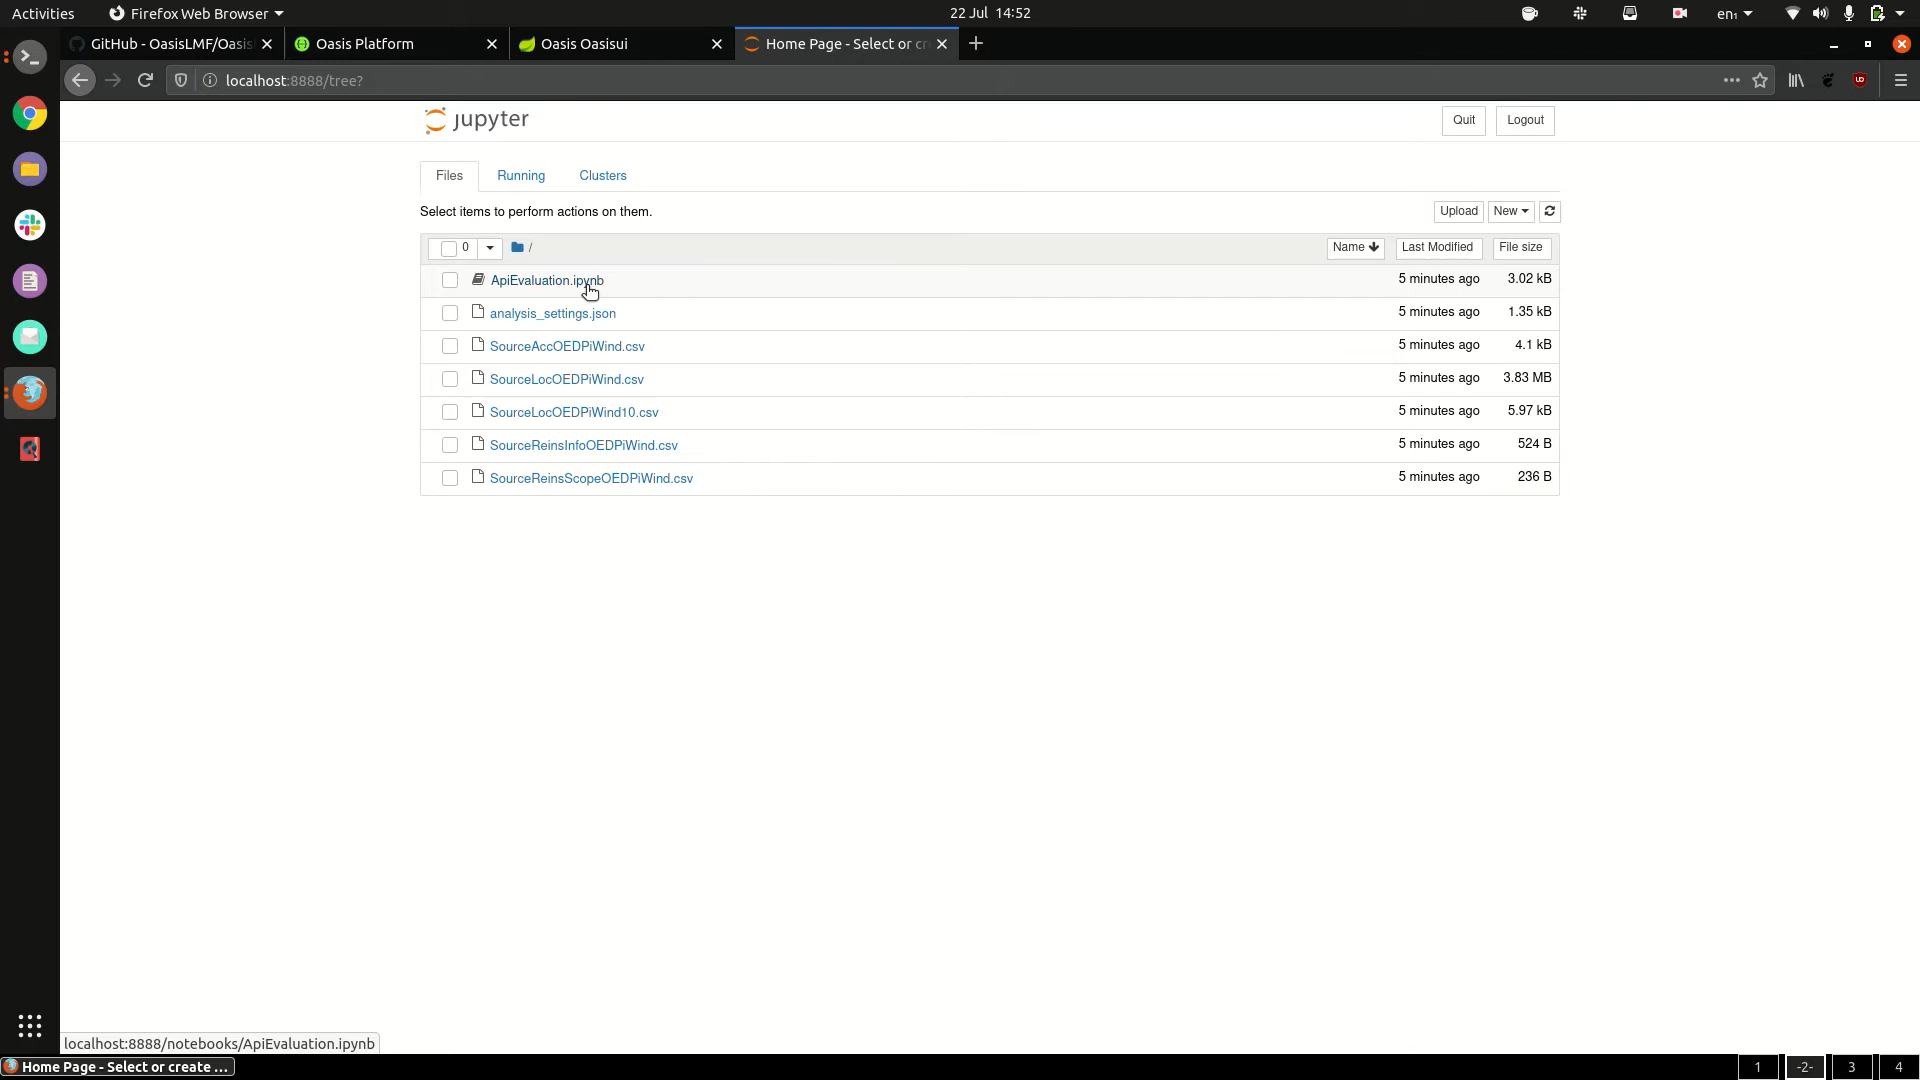 Activities
Firefox Web Browser
22 Jul 14:52
en₁
GitHub - OasisLMF/Oasis
Oasis Platform
Oasis Oasisui
Home Page - Select or cr
localhost:8888/tree?
jupyter
Quit
Logout
Files
Running
Clusters
Select items to perform actions on them.
Upload
New
0
/
Name
Last Modified
File size
ApiEvaluation.ipynb
5 minutes ago
3.02 kB
analysis_settings.json
5 minutes ago
1.35 kB
SourceAccOEDPiWind.csv
5 minutes ago
4.1 kB
SourceLocOEDPiWind.csv
5 minutes ago
3.83 MB
SourceLocOEDPiWind10.csv
5 minutes ago
5.97 kB
SourceReinsInfoOEDPiWind.csv
5 minutes ago
524 B
SourceReinsScopeOEDPiWind.csv
5 minutes ago
236 B
localhost:8888/notebooks/ApiEvaluation.ipynb
Home Page - Select or create ...
1
-2-
3
4